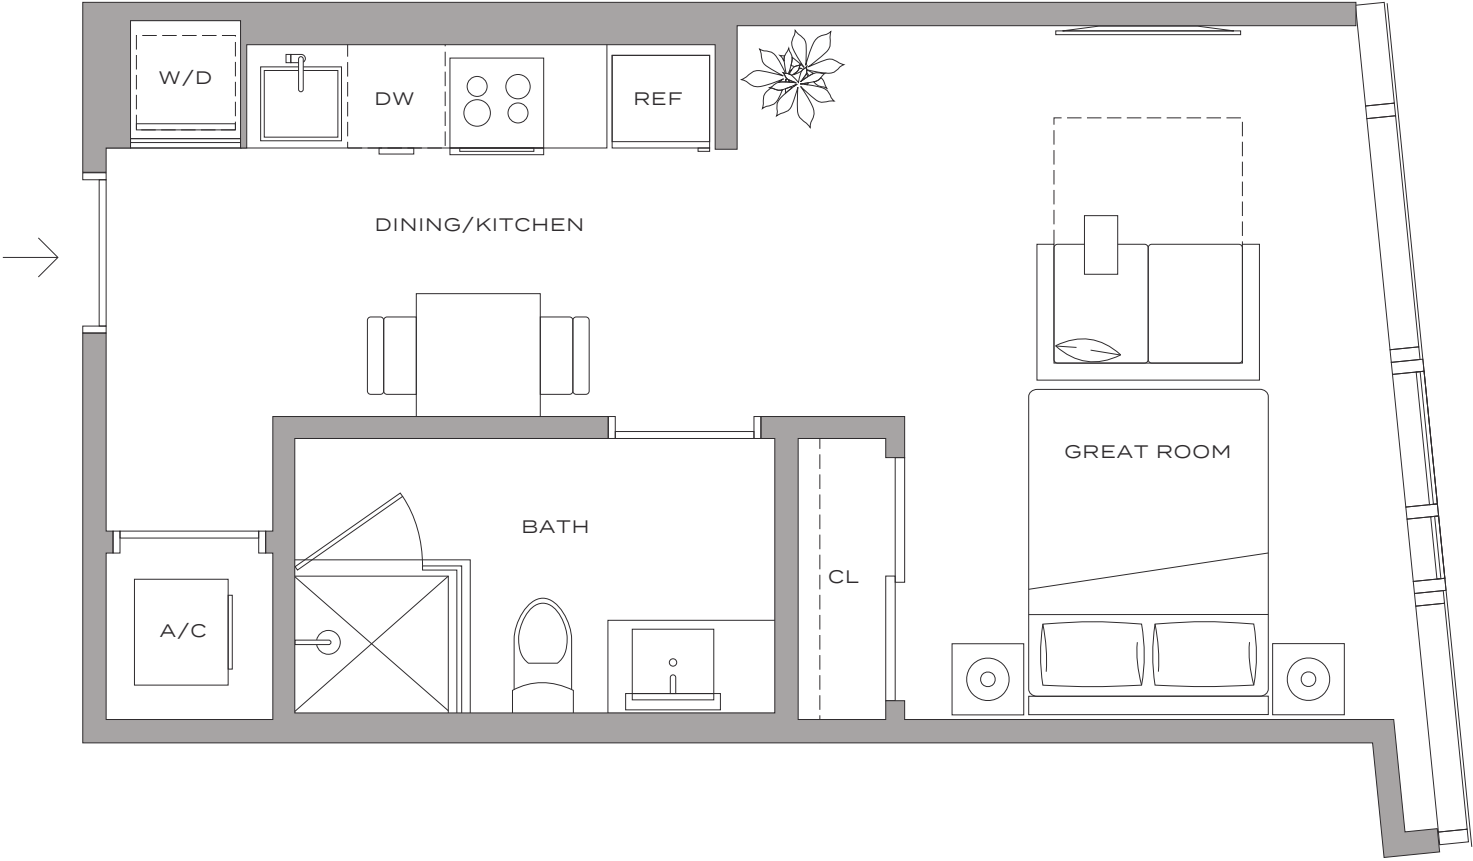 W/D
DW
REF
DINING/KITCHEN
GREAT ROOM
BATH
CL
A/C